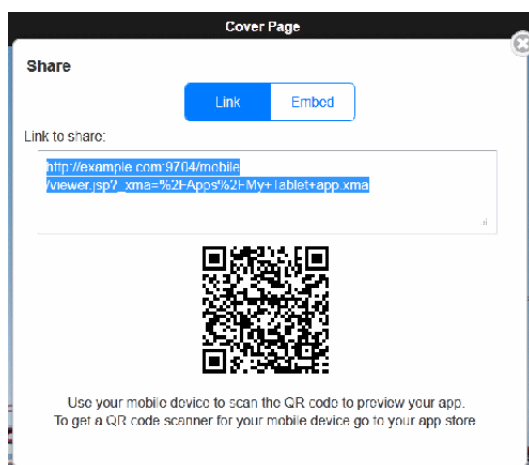 Cover Page
Share
Link
Embed
Link to share:
http://example.com:9704/mobile
/viewer.jsp?_xma=%2FApps%2FMy+Tablet+app.xma
Use your mobile device to scan the QR code to preview your app.
To get a QR code scanner for your mobile device go to your app store